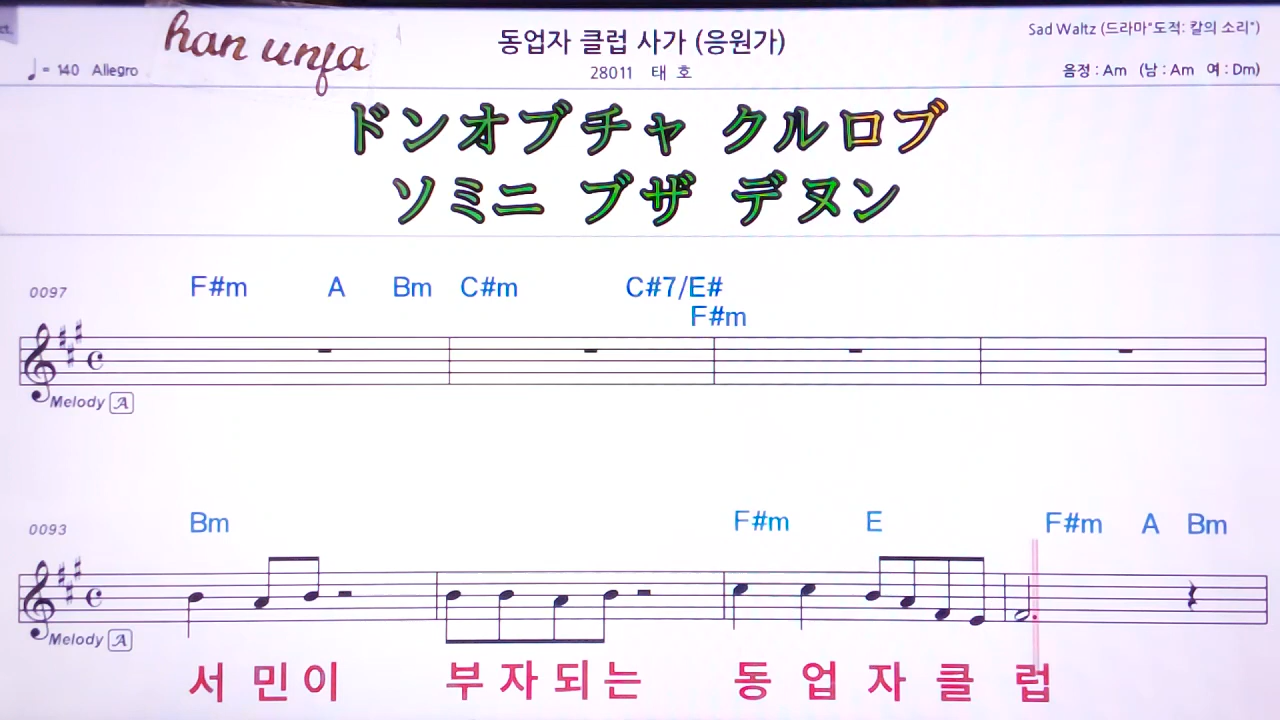 ct.
han unfa
동업자 클럽 사가 (응원가)
Sad Waltz (드라마"도적: 칼의 소리")
♩= 140 Allegro
28011 태 호
음정 : Am (남 : Am 여 : Dm)
ドンオブチャ クルロブ
ソミニ ブザ デヌン
0097
F#m A Bm C#m C#7/E#
F#m
Melody A
0093
Bm F#m E F#m A Bm
Melody A
서 민 이 부 자 되 는 동 업 자 클 럽